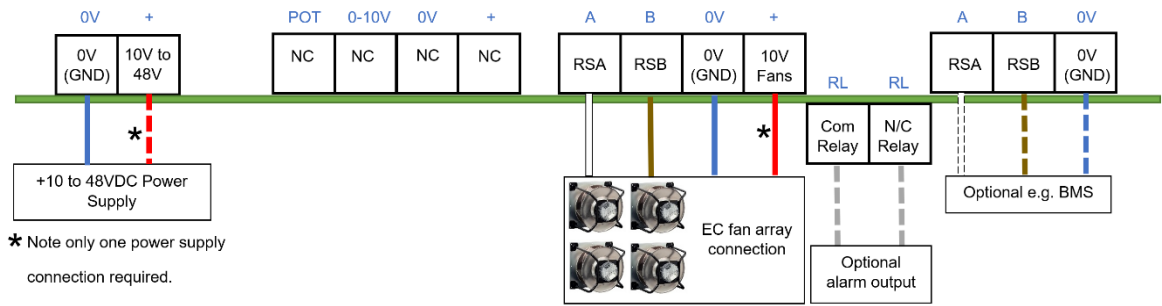 0V + POT 0-10V 0V + A B 0V + A B 0V
0V (GND)
10V to 48V
NC NC NC NC
RSA RSB
0V (GND)
10V Fans
RL RL
RSA RSB
0V (GND)
Com Relay
N/C Relay
*
*
+10 to 48VDC Power
Supply
EC fan array
connection
Optional e.g. BMS
* Note only one power supply
connection required.
Optional
alarm output